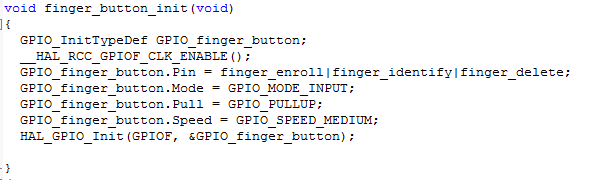 void finger_button_init(void)
{
GPIO_InitTypeDef GPIO_finger_button;
__HAL_RCC_GPIOF_CLK_ENABLE();
GPIO_finger_button.Pin = finger_enroll|finger_identify|finger_delete;
GPIO_finger_button.Mode = GPIO_MODE_INPUT;
GPIO_finger_button.Pull = GPIO_PULLUP;
GPIO_finger_button.Speed = GPIO_SPEED_MEDIUM;
HAL_GPIO_Init(GPIOF, &GPIO_finger_button);
}